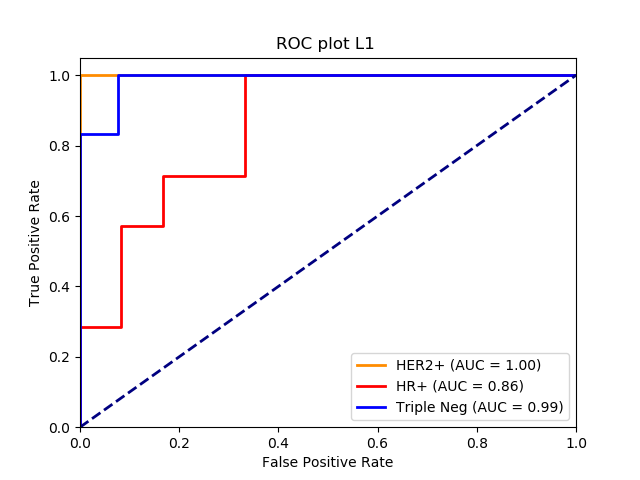 ROC plot L1
1.0
0.8
0.6
0.4
0.2
0.0
True Positive Rate
HER2+ (AUC = 1.00)
HR+ (AUC = 0.86)
Triple Neg (AUC = 0.99)
0.0 0.2 0.4 0.6 0.8 1.0
False Positive Rate